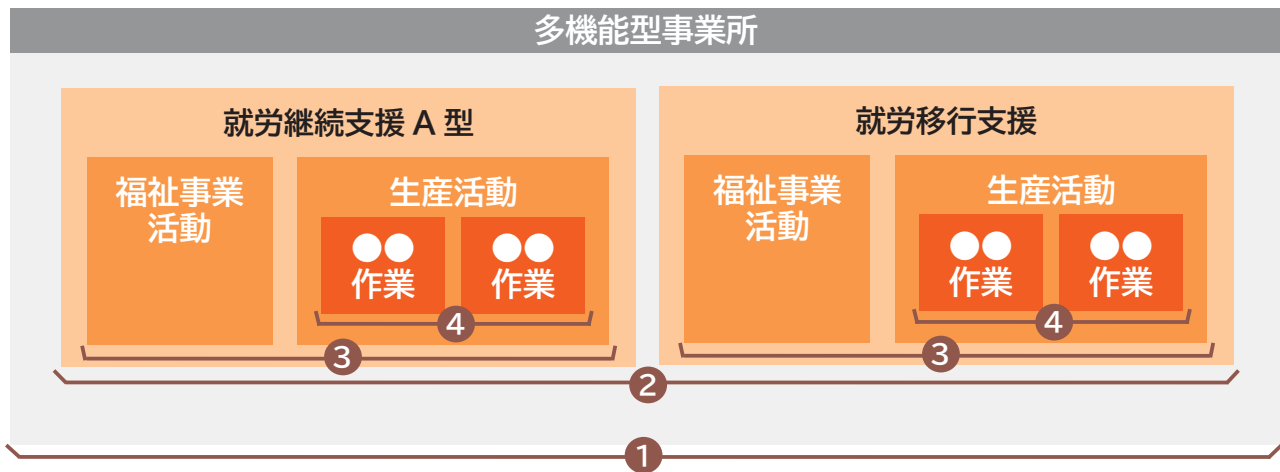 多機能型事業所
就労継続支援 A 型
福祉事業
活動
生産活動
●●
作業
●●
作業
4
3
就労移行支援
福祉事業
活動
生産活動
●●
作業
●●
作業
4
3
2
1